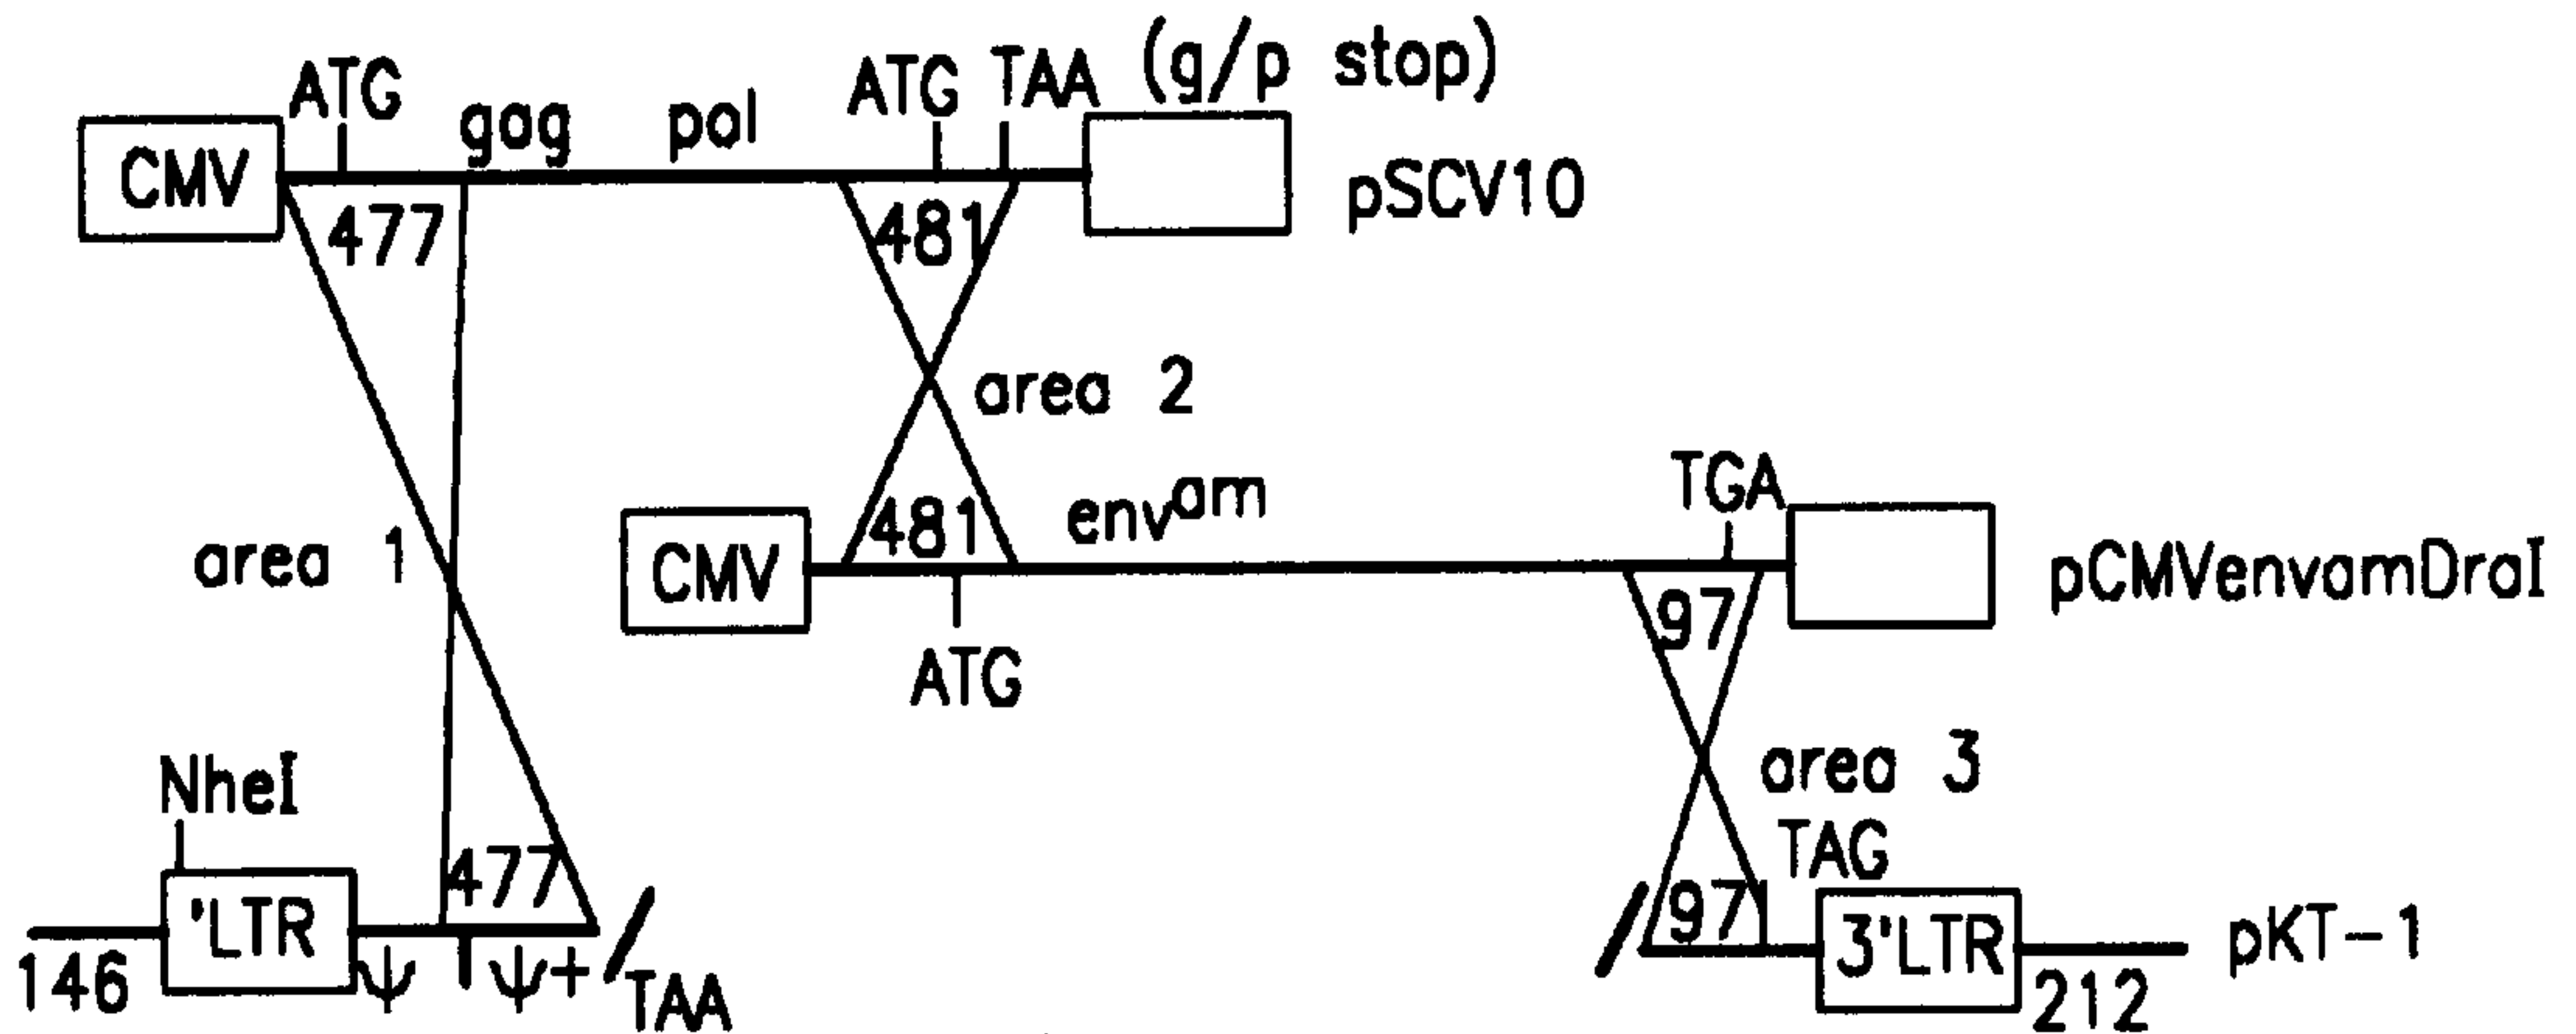 ATG gag pol ATG TAA (g/p stop)
CMV
477
481
pSCV10
area 1
area 2
CMV
481
env^am
TGA
pCMVenvamDraI
ATG
97
area 3
NheI
477
97
TAG
'LTR
3'LTR
pKT-1
146
ψ
ψ+
TAA
212